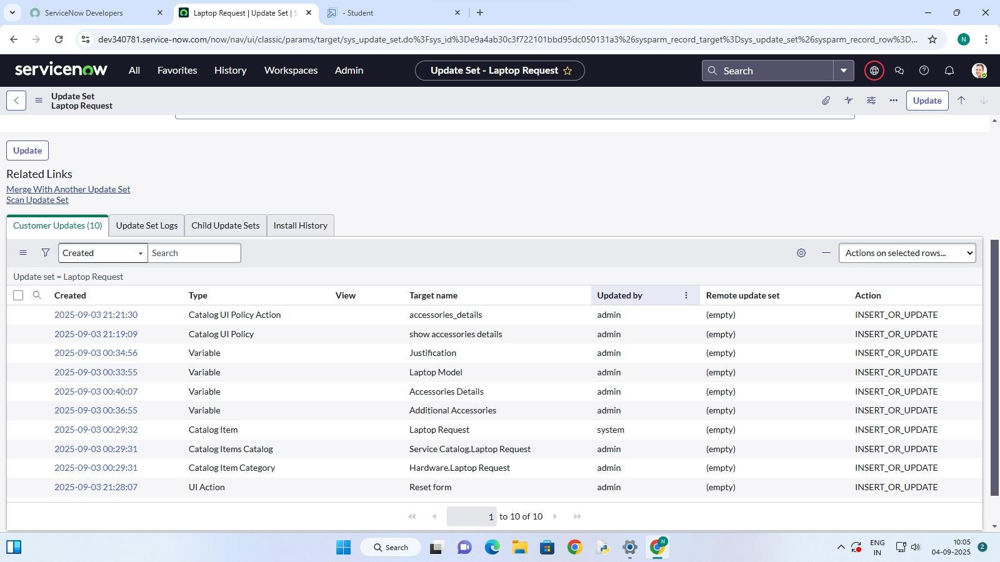 ServiceNow Developers
Laptop Request | Update Set | S
- Student
dev340781.service-now.com/now/nav/ui/classic/params/target/sys_update_set.do%3Fsys_id%3De9a4ab30c3f722101bbd95dc050131a3%26sysparm_record_target%3Dsys_update_set%26sysparm_record_row%3D...
N
servicenow
All
Favorites
History
Workspaces
Admin
Update Set - Laptop Request
Search
Update Set
Laptop Request
Update
Update
Related Links
Merge With Another Update Set
Scan Update Set
Customer Updates (10)
Update Set Logs
Child Update Sets
Install History
Created
Search
Actions on selected rows...
Update set = Laptop Request
Created Type View Target name Updated by Remote update set Action
2025-09-03 21:21:30 Catalog UI Policy Action accessories_details admin (empty) INSERT_OR_UPDATE
2025-09-03 21:19:09 Catalog UI Policy show accessories details admin (empty) INSERT_OR_UPDATE
2025-09-03 00:34:56 Variable Justification admin (empty) INSERT_OR_UPDATE
2025-09-03 00:33:55 Variable Laptop Model admin (empty) INSERT_OR_UPDATE
2025-09-03 00:40:07 Variable Accessories Details admin (empty) INSERT_OR_UPDATE
2025-09-03 00:36:55 Variable Additional Accessories admin (empty) INSERT_OR_UPDATE
2025-09-03 00:29:32 Catalog Item Laptop Request system (empty) INSERT_OR_UPDATE
2025-09-03 00:29:31 Catalog Items Catalog Service Catalog.Laptop Request admin (empty) INSERT_OR_UPDATE
2025-09-03 00:29:31 Catalog Item Category Hardware.Laptop Request admin (empty) INSERT_OR_UPDATE
2025-09-03 21:28:07 UI Action Reset form admin (empty) INSERT_OR_UPDATE
1 to 10 of 10
Search
N
ENG
IN
10:05
04-09-2025
2